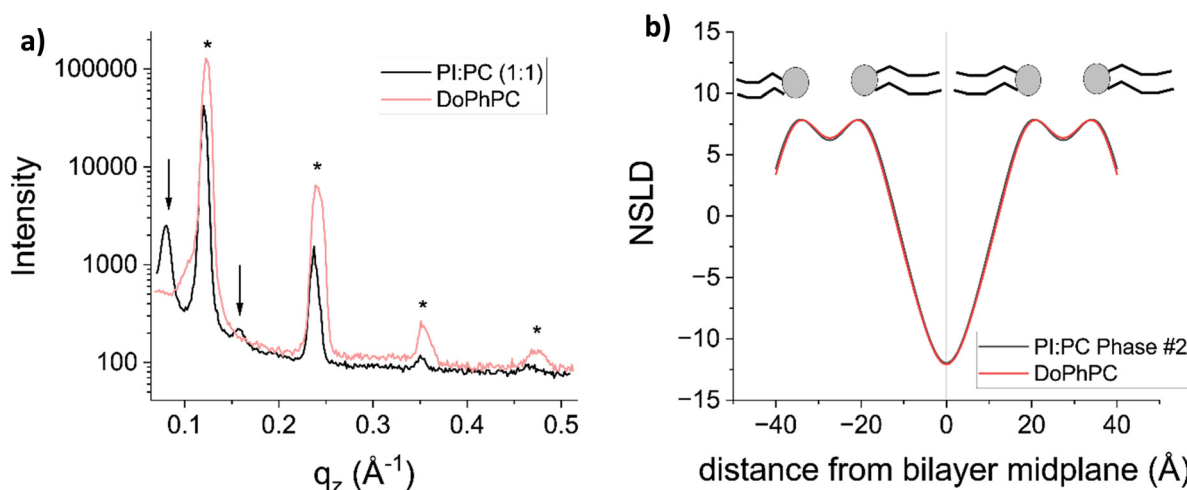 a)
*
PI:PC (1:1)
DoPhPC
*
*
*
100000
10000
1000
100
Intensity
0.1
0.2
0.3
0.4
0.5
q_z (Å⁻¹)
b)
15
10
5
0
−5
−10
−15
NSLD
PI:PC Phase #2
DoPhPC
−40
−20
0
20
40
distance from bilayer midplane (Å)